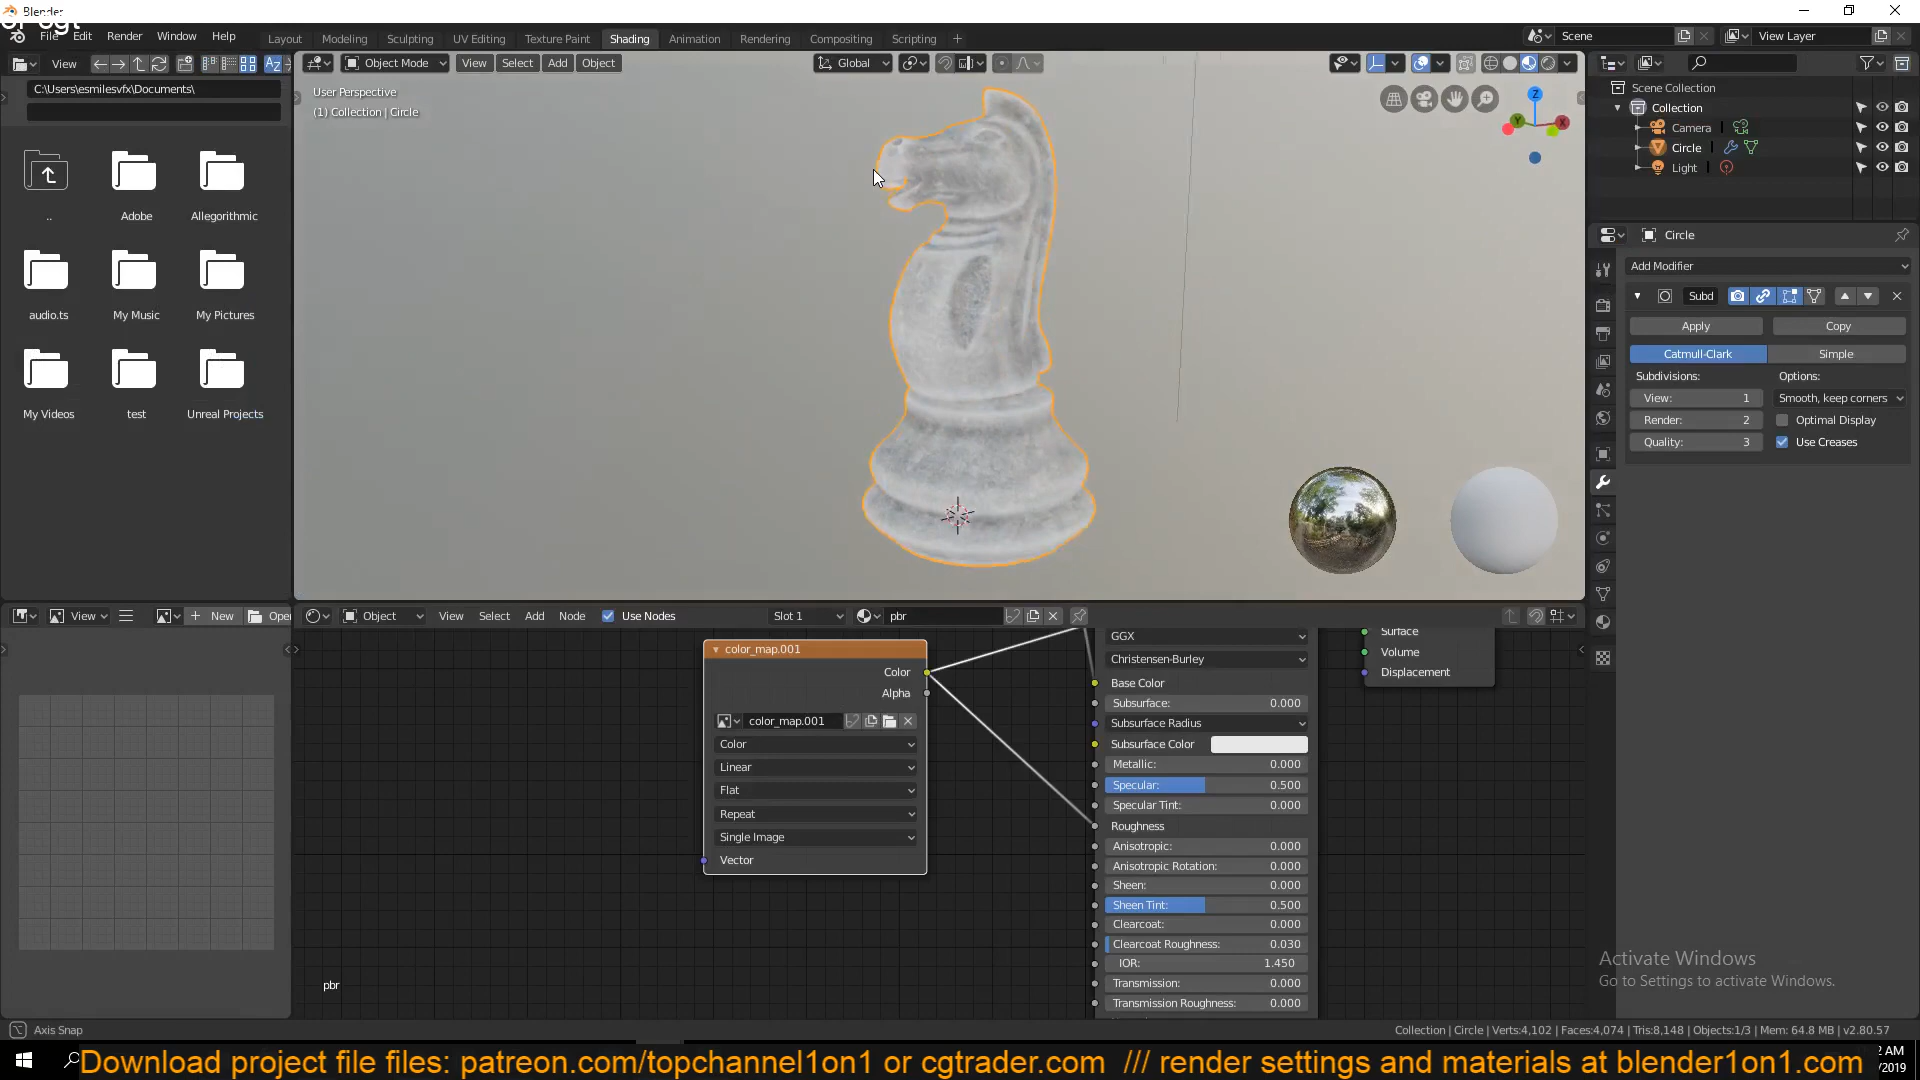 Blender
or cgt
File Edit Render Window Help
Layout Modeling Sculpting UV Editing Texture Paint Shading Animation Rendering Compositing Scripting +
Scene
View Layer
View
C:\Users\esmilesvfx\Documents\
..
Adobe
Allegorithmic
audio.ts
My Music
My Pictures
My Videos
test
Unreal Projects
Object Mode View Select Add Object
Global
User Perspective
(1) Collection | Circle
Z
Y
X
Scene Collection
Collection
Camera
Circle
Light
Circle
Add Modifier
Subd
Apply Copy
Catmull-Clark Simple
Subdivisions: Options:
View: 1 Smooth, keep corners
Render: 2 Optimal Display
Quality: 3 Use Creases
View + New Open
Object View Select Add Node Use Nodes Slot 1 pbr
color_map.001
Color
Alpha
color_map.001
Color
Linear
Flat
Repeat
Single Image
Vector
GGX
Christensen-Burley
Base Color
Subsurface: 0.000
Subsurface Radius
Subsurface Color
Metallic: 0.000
Specular: 0.500
Specular Tint: 0.000
Roughness
Anisotropic: 0.000
Anisotropic Rotation: 0.000
Sheen: 0.000
Sheen Tint: 0.500
Clearcoat: 0.000
Clearcoat Roughness: 0.030
IOR: 1.450
Transmission: 0.000
Transmission Roughness: 0.000
Surface
Volume
Displacement
pbr
Activate Windows
Go to Settings to activate Windows.
Axis Snap
Collection | Circle | Verts:4,102 | Faces:4,074 | Tris:8,148 | Objects:1/3 | Mem: 64.8 MB | v2.80.57
Download project file files: patreon.com/topchannel1on1 or cgtrader.com /// render settings and materials at blender1on1.com
2 AM
/2019